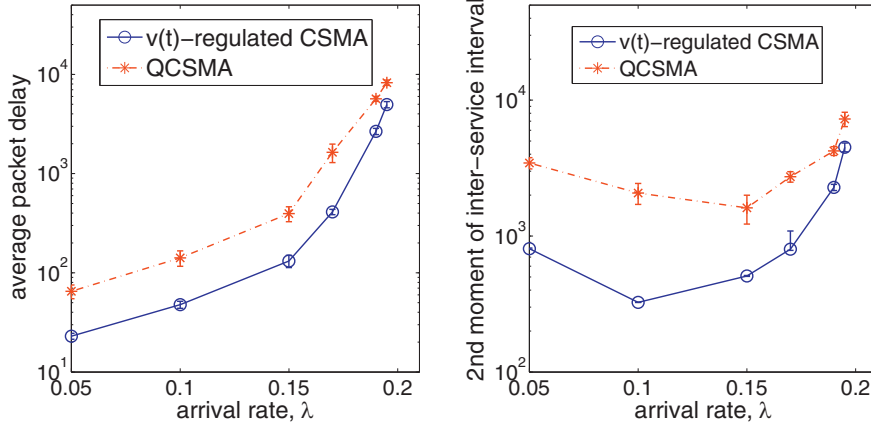 average packet delay
10^4
10^3
10^2
10^1
0.05
0.1
0.15
0.2
arrival rate, λ
v(t)−regulated CSMA
QCSMA
2nd moment of inter−service interval
10^4
10^3
10^2
0.05
0.1
0.15
0.2
arrival rate, λ
v(t)−regulated CSMA
QCSMA